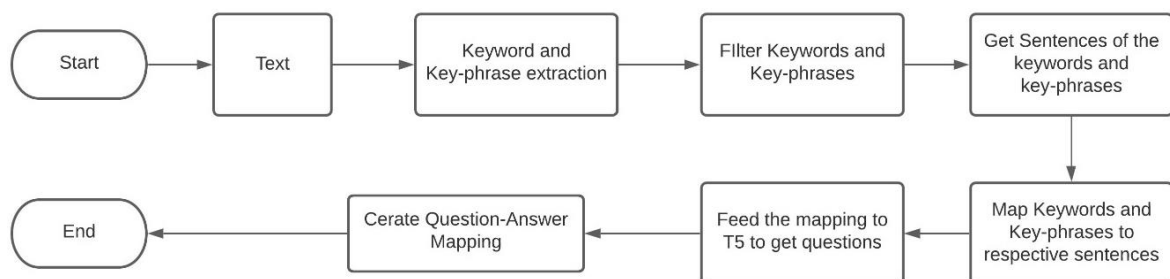 Start
Text
Keyword and
Key-phrase extraction
FIlter Keywords and
Key-phrases
Get Sentences of the
keywords and
key-phrases
Map Keywords and
Key-phrases to
respective sentences
Feed the mapping to
T5 to get questions
Cerate Question-Answer
Mapping
End